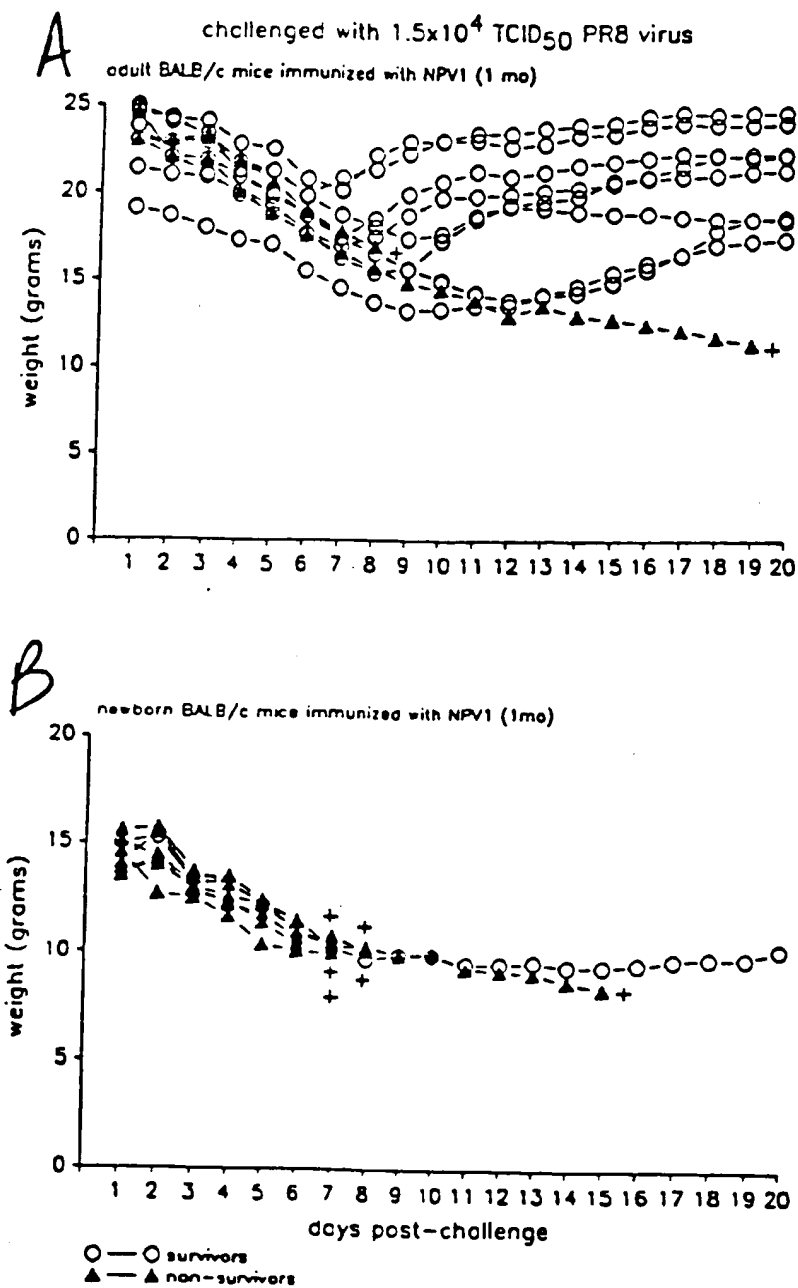 A
challenged with 1.5x10⁴ TCID₅₀ PR8 virus
adult BALB/c mice immunized with NPV1 (1 mo)
25
20
15
10
5
0
weight (grams)
1 2 3 4 5 6 7 8 9 10 11 12 13 14 15 16 17 18 19 20
B
newborn BALB/c mice immunized with NPV1 (1mo)
20
15
10
5
0
weight (grams)
1 2 3 4 5 6 7 8 9 10 11 12 13 14 15 16 17 18 19 20
days post-challenge
survivors
non-survivors